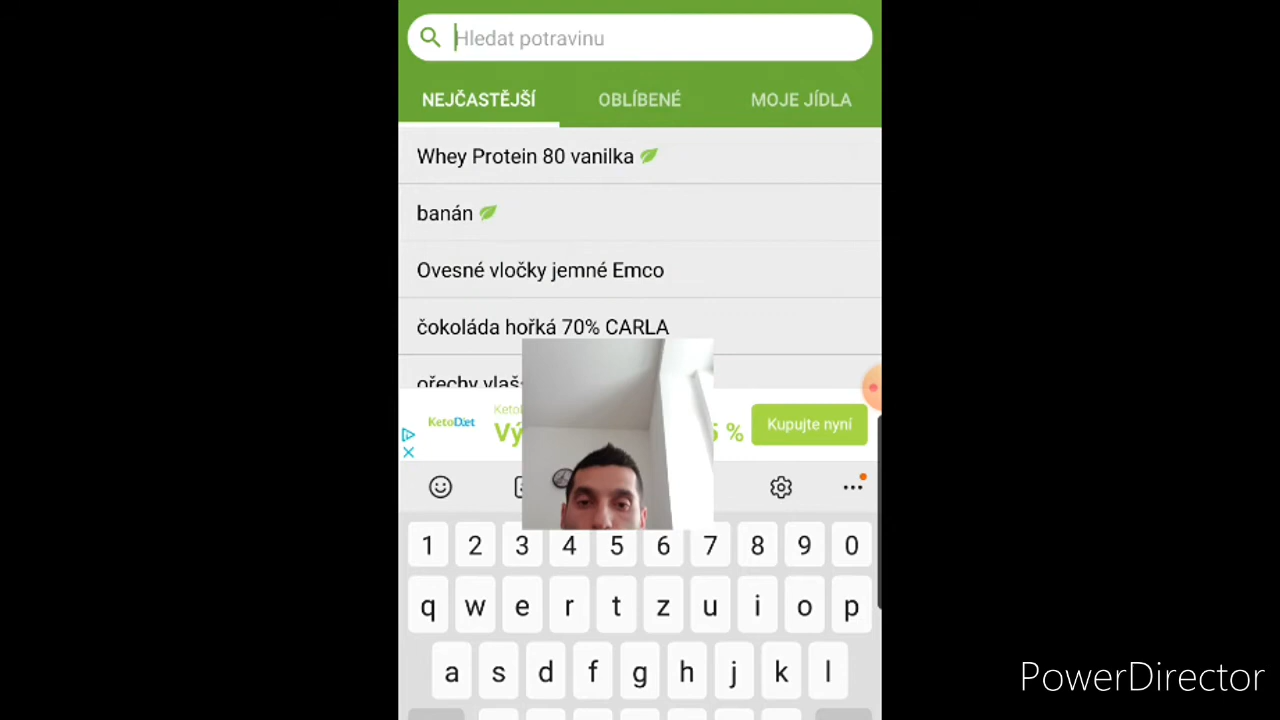 Hledat potravinu
NEJČASTĚJŠÍ OBLÍBENÉ MOJE JÍDLA
Whey Protein 80 vanilka
banán
Ovesné vločky jemné Emco
čokoláda hořká 70% CARLA
ořechy
KetoDiet
% Kupujte nyní
1 2 3 4 5 6 7 8 9 0
q w e r t z u i o p
a s d f g h j k l
PowerDirector